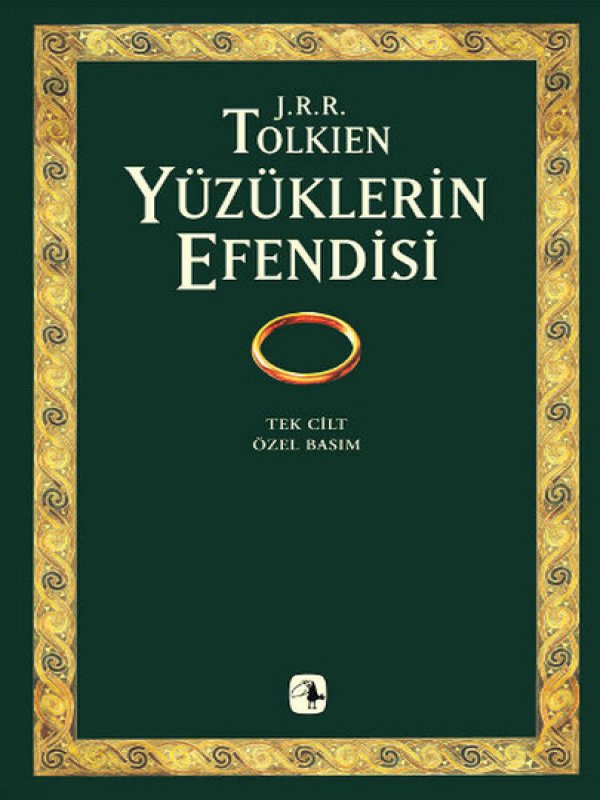 J.R.R.
TOLKIEN
YÜZÜKLERİN
EFENDİSİ
TEK CİLT
ÖZEL BASIM